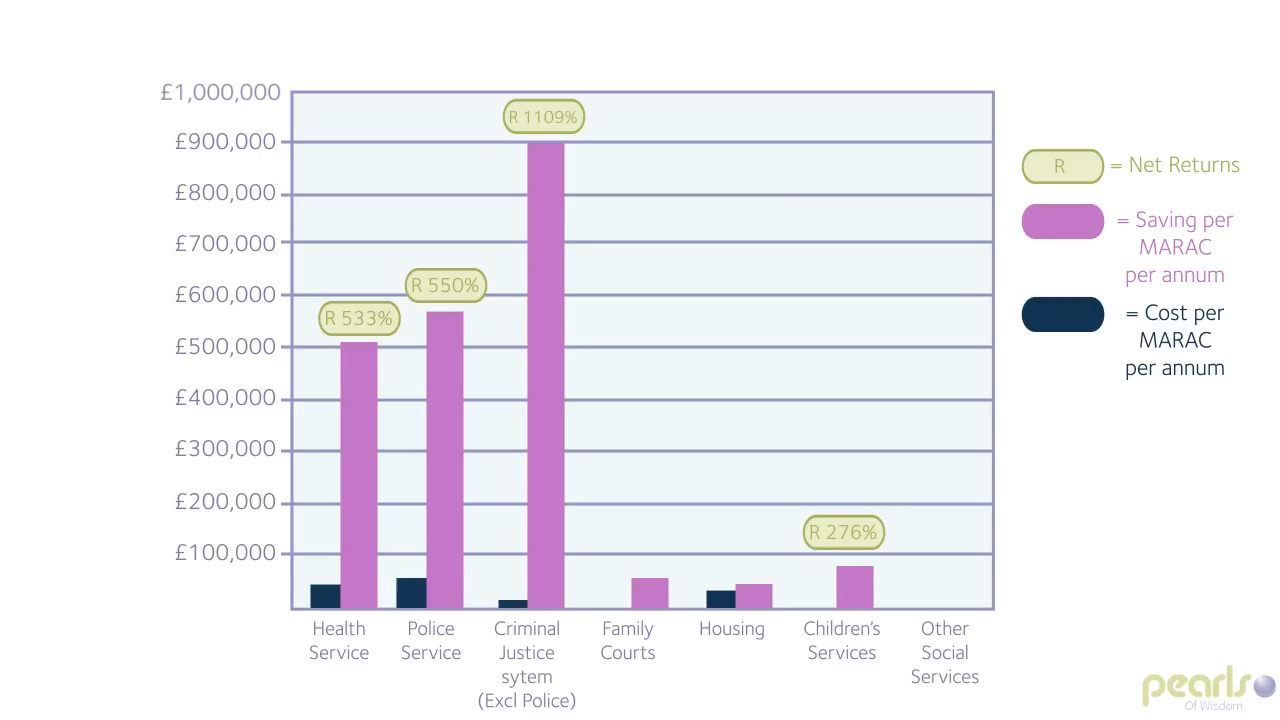 £1,000,000
£900,000
£800,000
£700,000
£600,000
£500,000
£400,000
£300,000
£200,000
£100,000
R 1109%
R 550%
R 533%
R 276%
Health
Service
Police
Service
Criminal
Justice
sytem
(Excl Police)
Family
Courts
Housing
Children's
Services
Other
Social
Services
R
= Net Returns
= Saving per
MARAC
per annum
= Cost per
MARAC
per annum
pearls
Of Wisdom